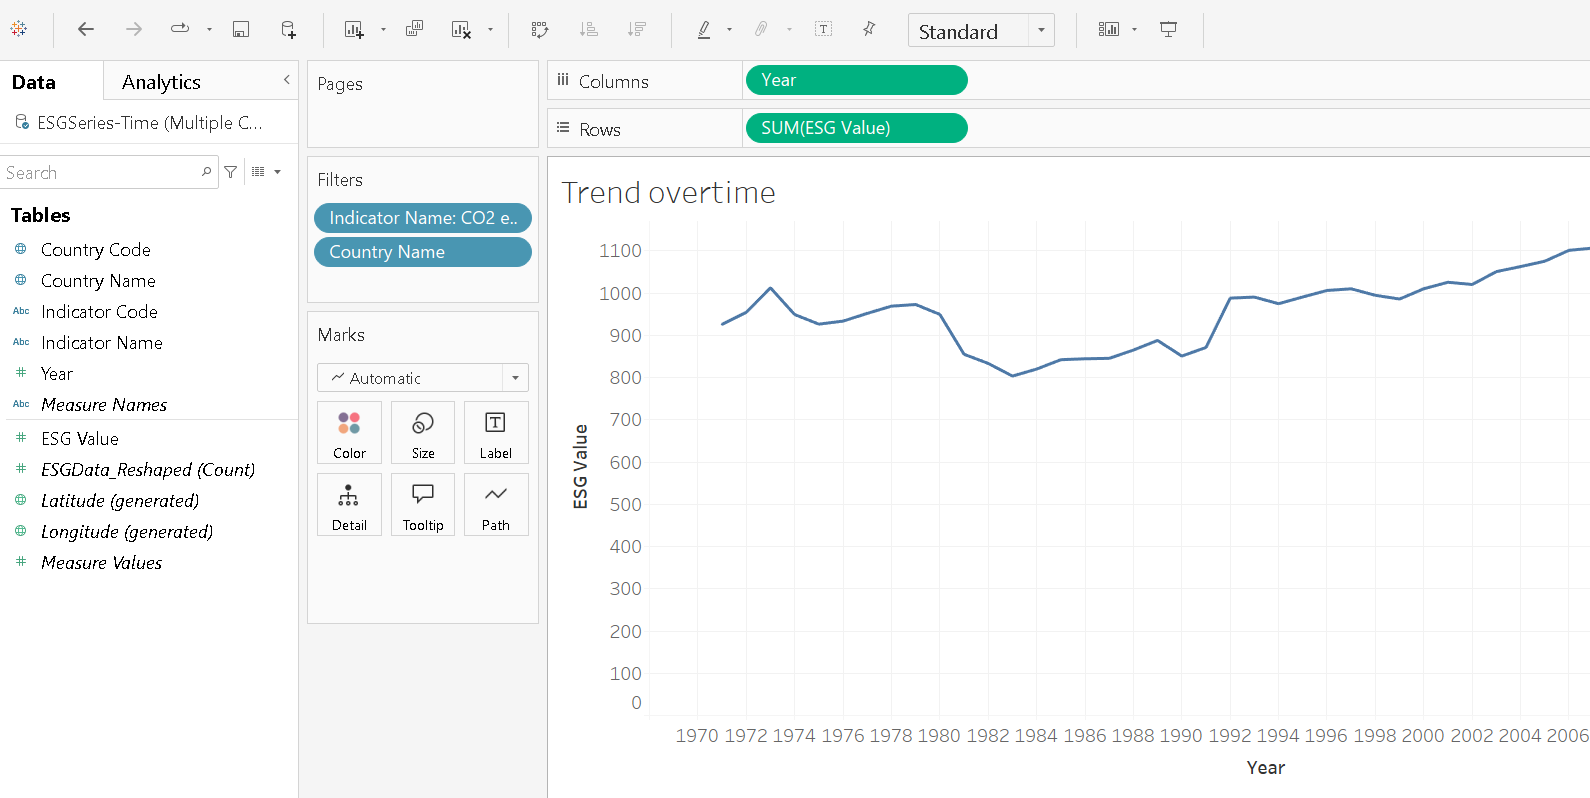 Standard
Data
Analytics
ESGSeries-Time (Multiple C...
Search
Tables
Country Code
Country Name
Abc Indicator Code
Abc Indicator Name
# Year
Abc Measure Names
# ESG Value
# ESGData_Reshaped (Count)
Latitude (generated)
Longitude (generated)
# Measure Values
Pages
Filters
Indicator Name: CO2 e..
Country Name
Marks
Automatic
Color Size Label
Detail Tooltip Path
Columns Year
Rows SUM(ESG Value)
Trend overtime
1100
1000
900
800
700
600
500
400
300
200
100
0
ESG Value
1970 1972 1974 1976 1978 1980 1982 1984 1986 1988 1990 1992 1994 1996 1998 2000 2002 2004 2006
Year